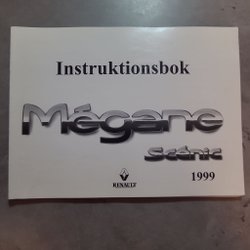 Instruktionsbok
Mégane
Scénic
RENAULT
1999